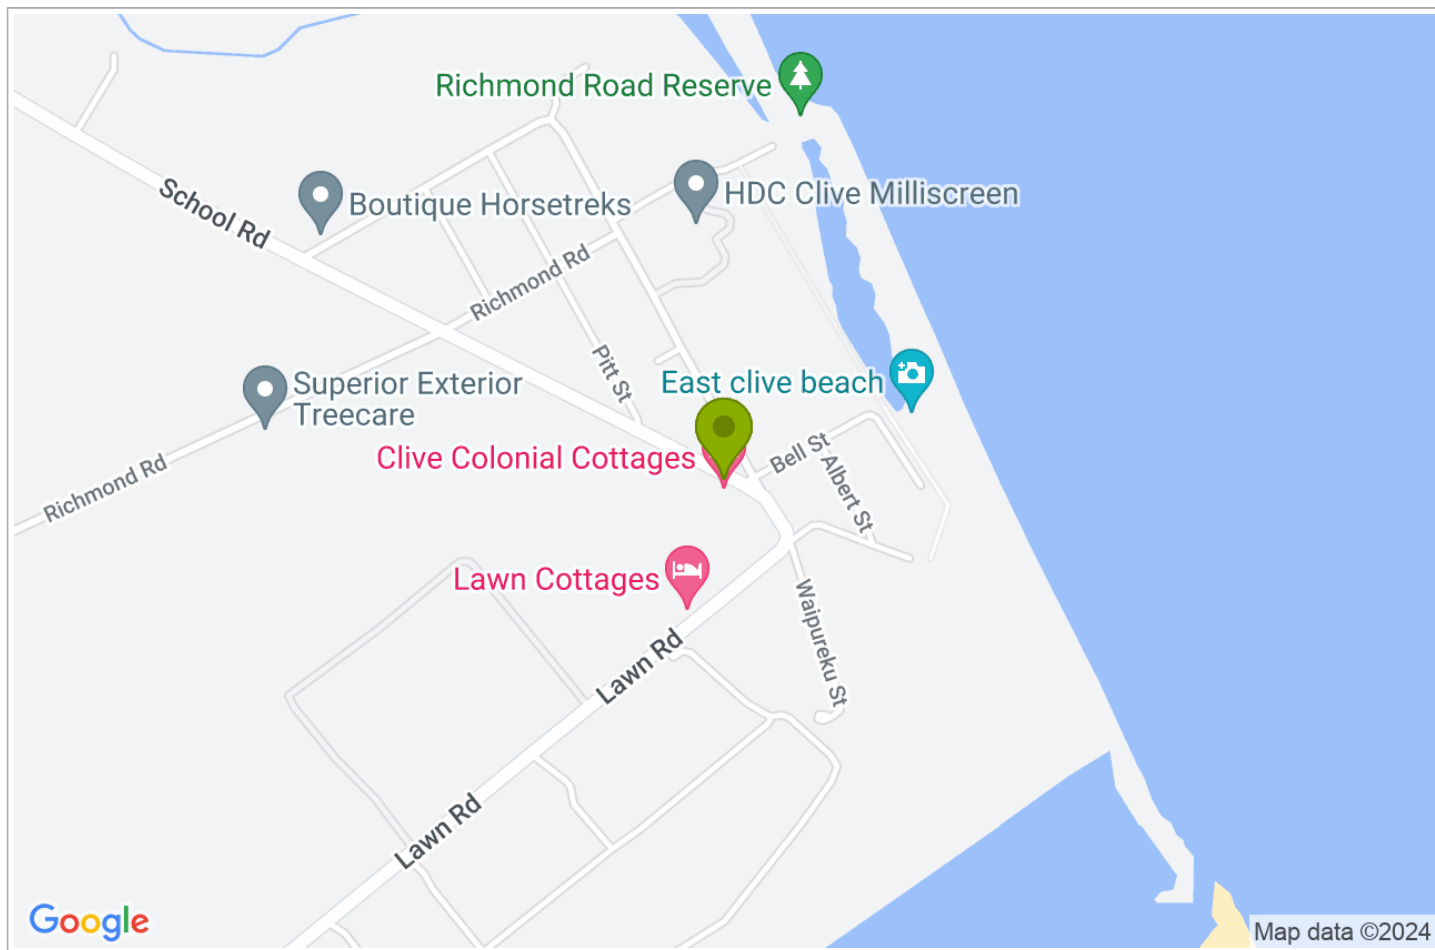 Richmond Road Reserve
School Rd
Boutique Horsetreks
HDC Clive Milliscreen
Richmond Rd
Pitt St
East clive beach
Superior Exterior
Treecare
Clive Colonial Cottages
Bell St
Albert St
Richmond Rd
Lawn Cottages
Waipureku St
Lawn Rd
Lawn Rd
Google
Map data ©2024